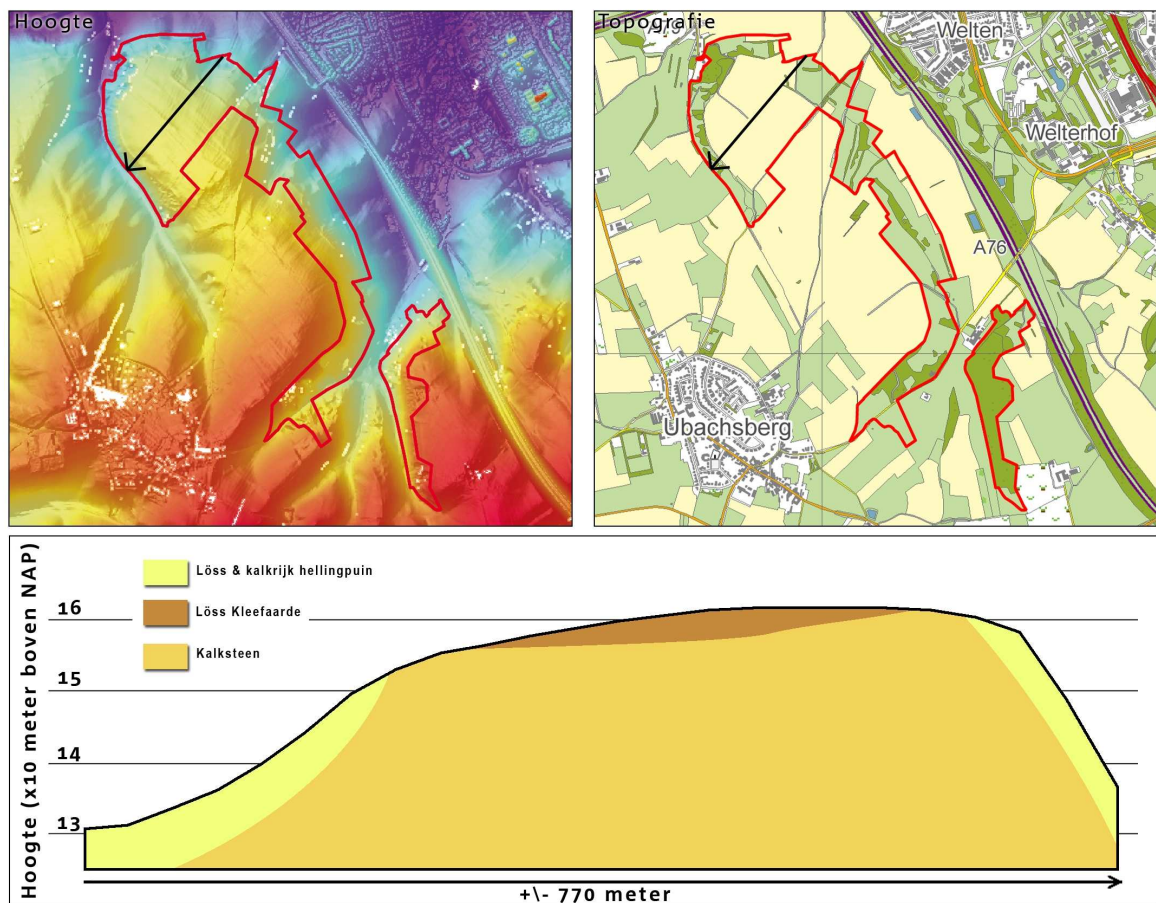 Hoogte
Topografie
Welten
Welterhof
A76
Ubachsberg
Hoogte (x10 meter boven NAP)
Löss & kalkrijk hellingpuin
Löss Kleefaarde
Kalksteen
16
15
14
13
+\- 770 meter